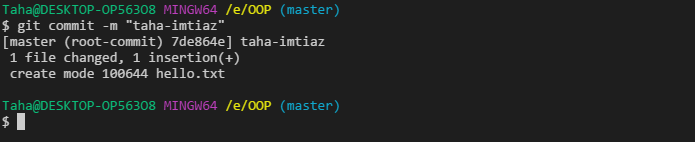 Taha@DESKTOP-OP563O8 MINGW64 /e/OOP (master)
$ git commit -m "taha-imtiaz"
[master (root-commit) 7de864e] taha-imtiaz
 1 file changed, 1 insertion(+)
 create mode 100644 hello.txt
Taha@DESKTOP-OP563O8 MINGW64 /e/OOP (master)
$